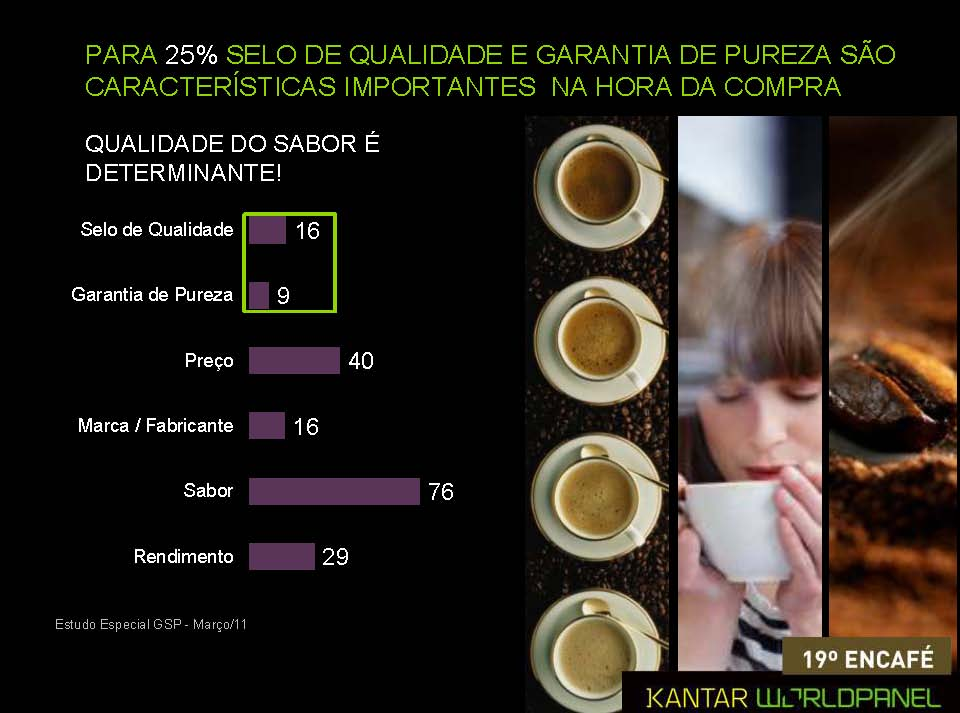 PARA 25% SELO DE QUALIDADE E GARANTIA DE PUREZA SÃO
CARACTERÍSTICAS IMPORTANTES NA HORA DA COMPRA
QUALIDADE DO SABOR É
DETERMINANTE!
Selo de Qualidade 16
Garantia de Pureza 9
Preço 40
Marca / Fabricante 16
Sabor 76
Rendimento 29
Estudo Especial GSP - Março/11
19º ENCAFÉ
KANTAR WORLDPANEL